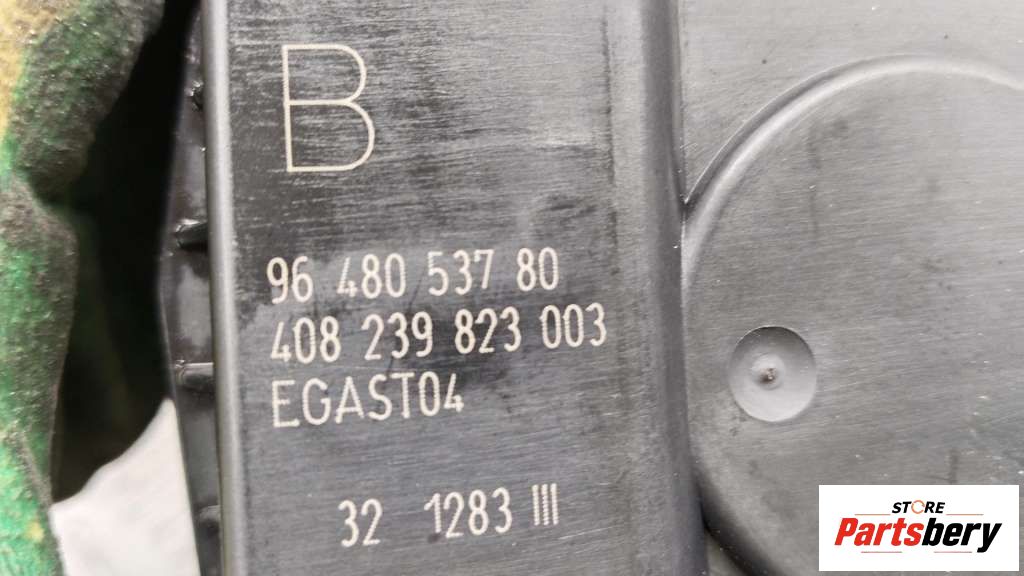 B
96 480 537 80
408 239 823 003
EGAST04
32 1283 III
STORE
Partsbery